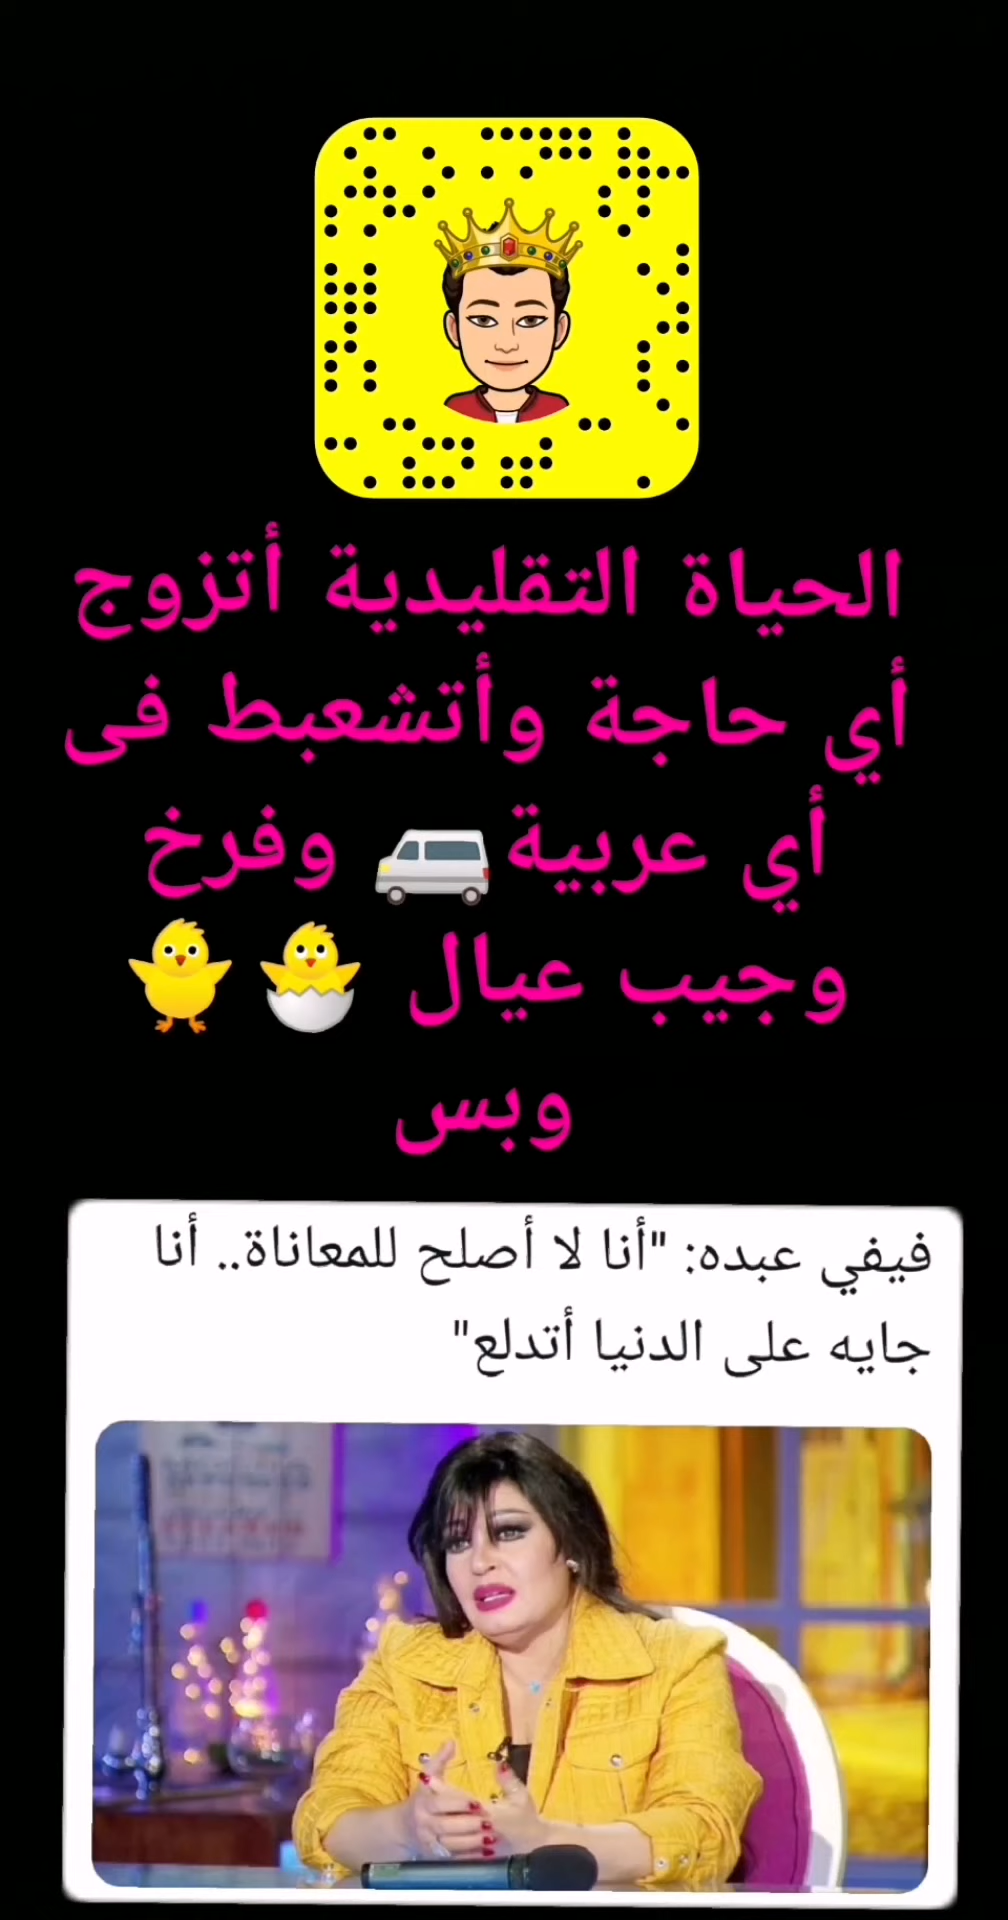 الحياة التقليدية أتزوج
أي حاجة وأتشعبط فى
أي عربية🚐 وفرخ
وجيب عيال 🐣 🐥
وبس
فيفي عبده: "أنا لا أصلح للمعاناة.. أنا
جايه على الدنيا أتدلع"